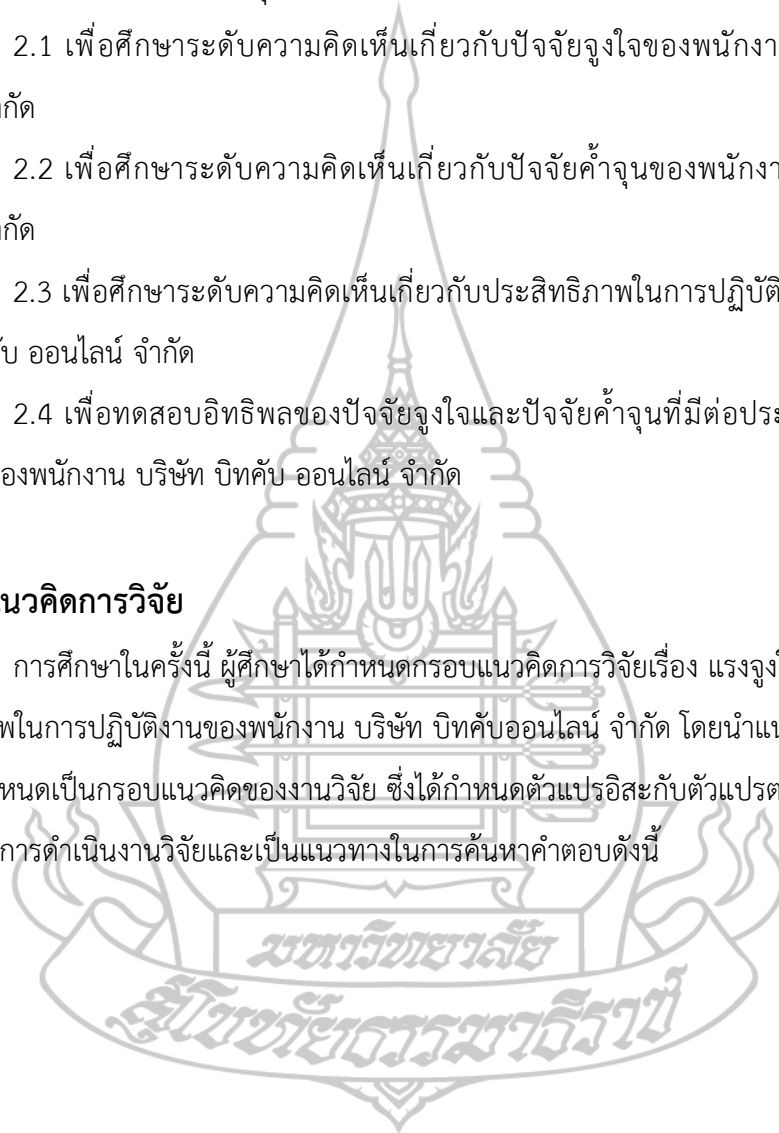 2.1 เพื่อศึกษาระดับความคิดเห็นเกี่ยวกับปัจจัยจูงใจของพนักงา
กัด
2.2 เพื่อศึกษาระดับความคิดเห็นเกี่ยวกับปัจจัยค้ำจุนของพนักงา
กัด
2.3 เพื่อศึกษาระดับความคิดเห็นเกี่ยวกับประสิทธิภาพในการปฏิบัติ
ับ ออนไลน์ จำกัด
2.4 เพื่อทดสอบอิทธิพลของปัจจัยจูงใจและปัจจัยค้ำจุนที่มีต่อประ
องพนักงาน บริษัท บิทคับ ออนไลน์ จำกัด
นวคิดการวิจัย
การศึกษาในครั้งนี้ ผู้ศึกษาได้กำหนดกรอบแนวคิดการวิจัยเรื่อง แรงจูงใ
พในการปฏิบัติงานของพนักงาน บริษัท บิทคับออนไลน์ จำกัด โดยนำแน
หนดเป็นกรอบแนวคิดของงานวิจัย ซึ่งได้กำหนดตัวแปรอิสระกับตัวแปรต
การดำเนินงานวิจัยและเป็นแนวทางในการค้นหาคำตอบดังนี้
มหาวิทยาลัย
สุโขทัยธรรมาธิราช